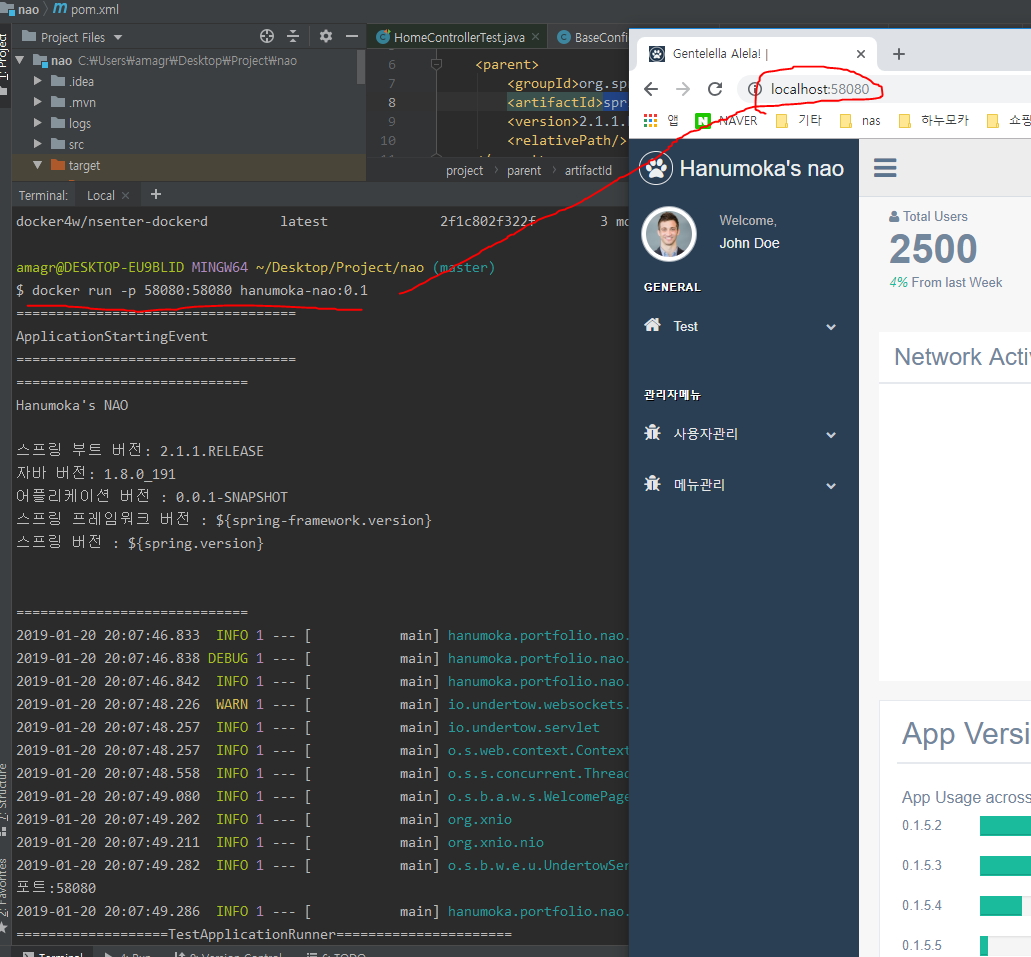 nao
pom.xml
1: Project
Project Files
nao C:₩Users₩amagr₩Desktop₩Project₩nao
.idea
.mvn
logs
src
target
HomeControllerTest.java
BaseConfi
6 <parent>
7 <groupId>org.sp
8 <artifactId>spr
9 <version>2.1.1.
10 <relativePath/>
project parent artifactId
Terminal: Local +
docker4w/nsenter-dockerd latest 2f1c802f322f 3 mo
amagr@DESKTOP-EU9BLID MINGW64 ~/Desktop/Project/nao (master)
$ docker run -p 58080:58080 hanumoka-nao:0.1
===================================
ApplicationStartingEvent
===================================
=============================
Hanumoka's NAO
스프링 부트 버전: 2.1.1.RELEASE
자바 버전: 1.8.0_191
어플리케이션 버전 : 0.0.1-SNAPSHOT
스프링 프레임워크 버전 : ${spring-framework.version}
스프링 버전 : ${spring.version}
=============================
2019-01-20 20:07:46.833 INFO 1 --- [ main] hanumoka.portfolio.nao.
2019-01-20 20:07:46.838 DEBUG 1 --- [ main] hanumoka.portfolio.nao.
2019-01-20 20:07:46.842 INFO 1 --- [ main] hanumoka.portfolio.nao.
2019-01-20 20:07:48.226 WARN 1 --- [ main] io.undertow.websockets.
2019-01-20 20:07:48.257 INFO 1 --- [ main] io.undertow.servlet
2019-01-20 20:07:48.257 INFO 1 --- [ main] o.s.web.context.Context
2019-01-20 20:07:48.558 INFO 1 --- [ main] o.s.s.concurrent.Thread
2019-01-20 20:07:49.080 INFO 1 --- [ main] o.s.b.a.w.s.WelcomePage
2019-01-20 20:07:49.202 INFO 1 --- [ main] org.xnio
2019-01-20 20:07:49.211 INFO 1 --- [ main] org.xnio.nio
2019-01-20 20:07:49.282 INFO 1 --- [ main] o.s.b.w.e.u.UndertowSer
포트:58080
2019-01-20 20:07:49.286 INFO 1 --- [ main] hanumoka.portfolio.nao.
===================TestApplicationRunner======================
Z: Structure
2: Favorites
Terminal
Gentelella Alela! |
localhost:58080
앱 NAVER 기타 nas 하누모카 쇼핑
Hanumoka's nao
Welcome,
John Doe
GENERAL
Test
관리자메뉴
사용자관리
메뉴관리
Total Users
2500
4% From last Week
Network Acti
App Versi
App Usage across
0.1.5.2
0.1.5.3
0.1.5.4
0.1.5.5